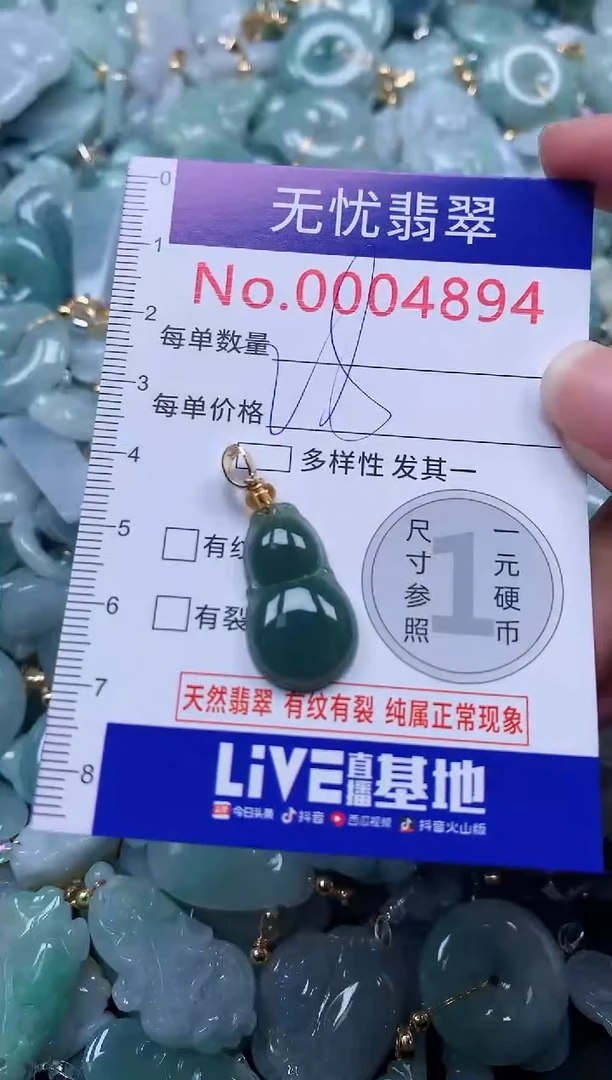 0
无忧翡翠
1
No.0004894
2
每单数量
3
每单价格
4
多样性 发其一
5
有纹
尺寸参照
1
一元硬币
6
有裂
7
天然翡翠 有纹有裂 纯属正常现象
8
LiVE直播基地
今日头条 抖音 西瓜视频 抖音火山版